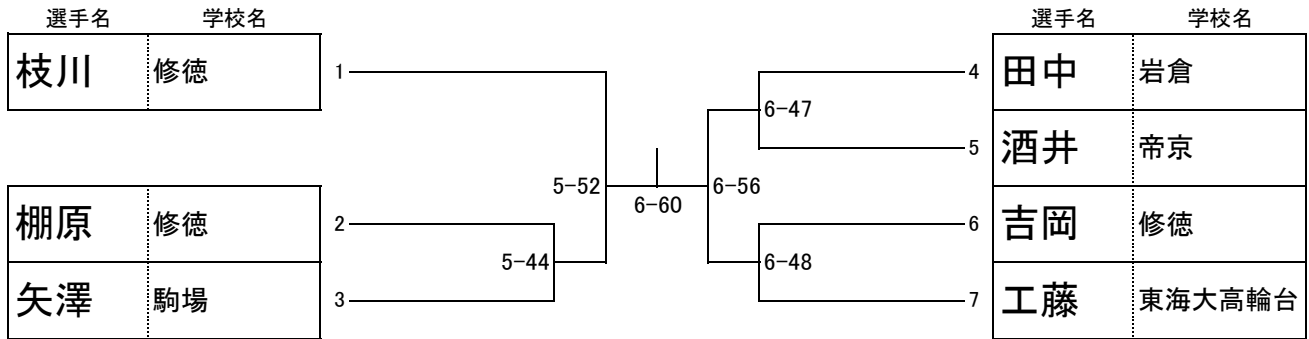 選手名 学校名 選手名 学校名
枝川 修徳 1 4 田中 岩倉
6-47
5 酒井 帝京
5-52 6-56
6-60
棚原 修徳 2 6 吉岡 修徳
5-44 6-48
矢澤 駒場 3 7 工藤 東海大高輪台